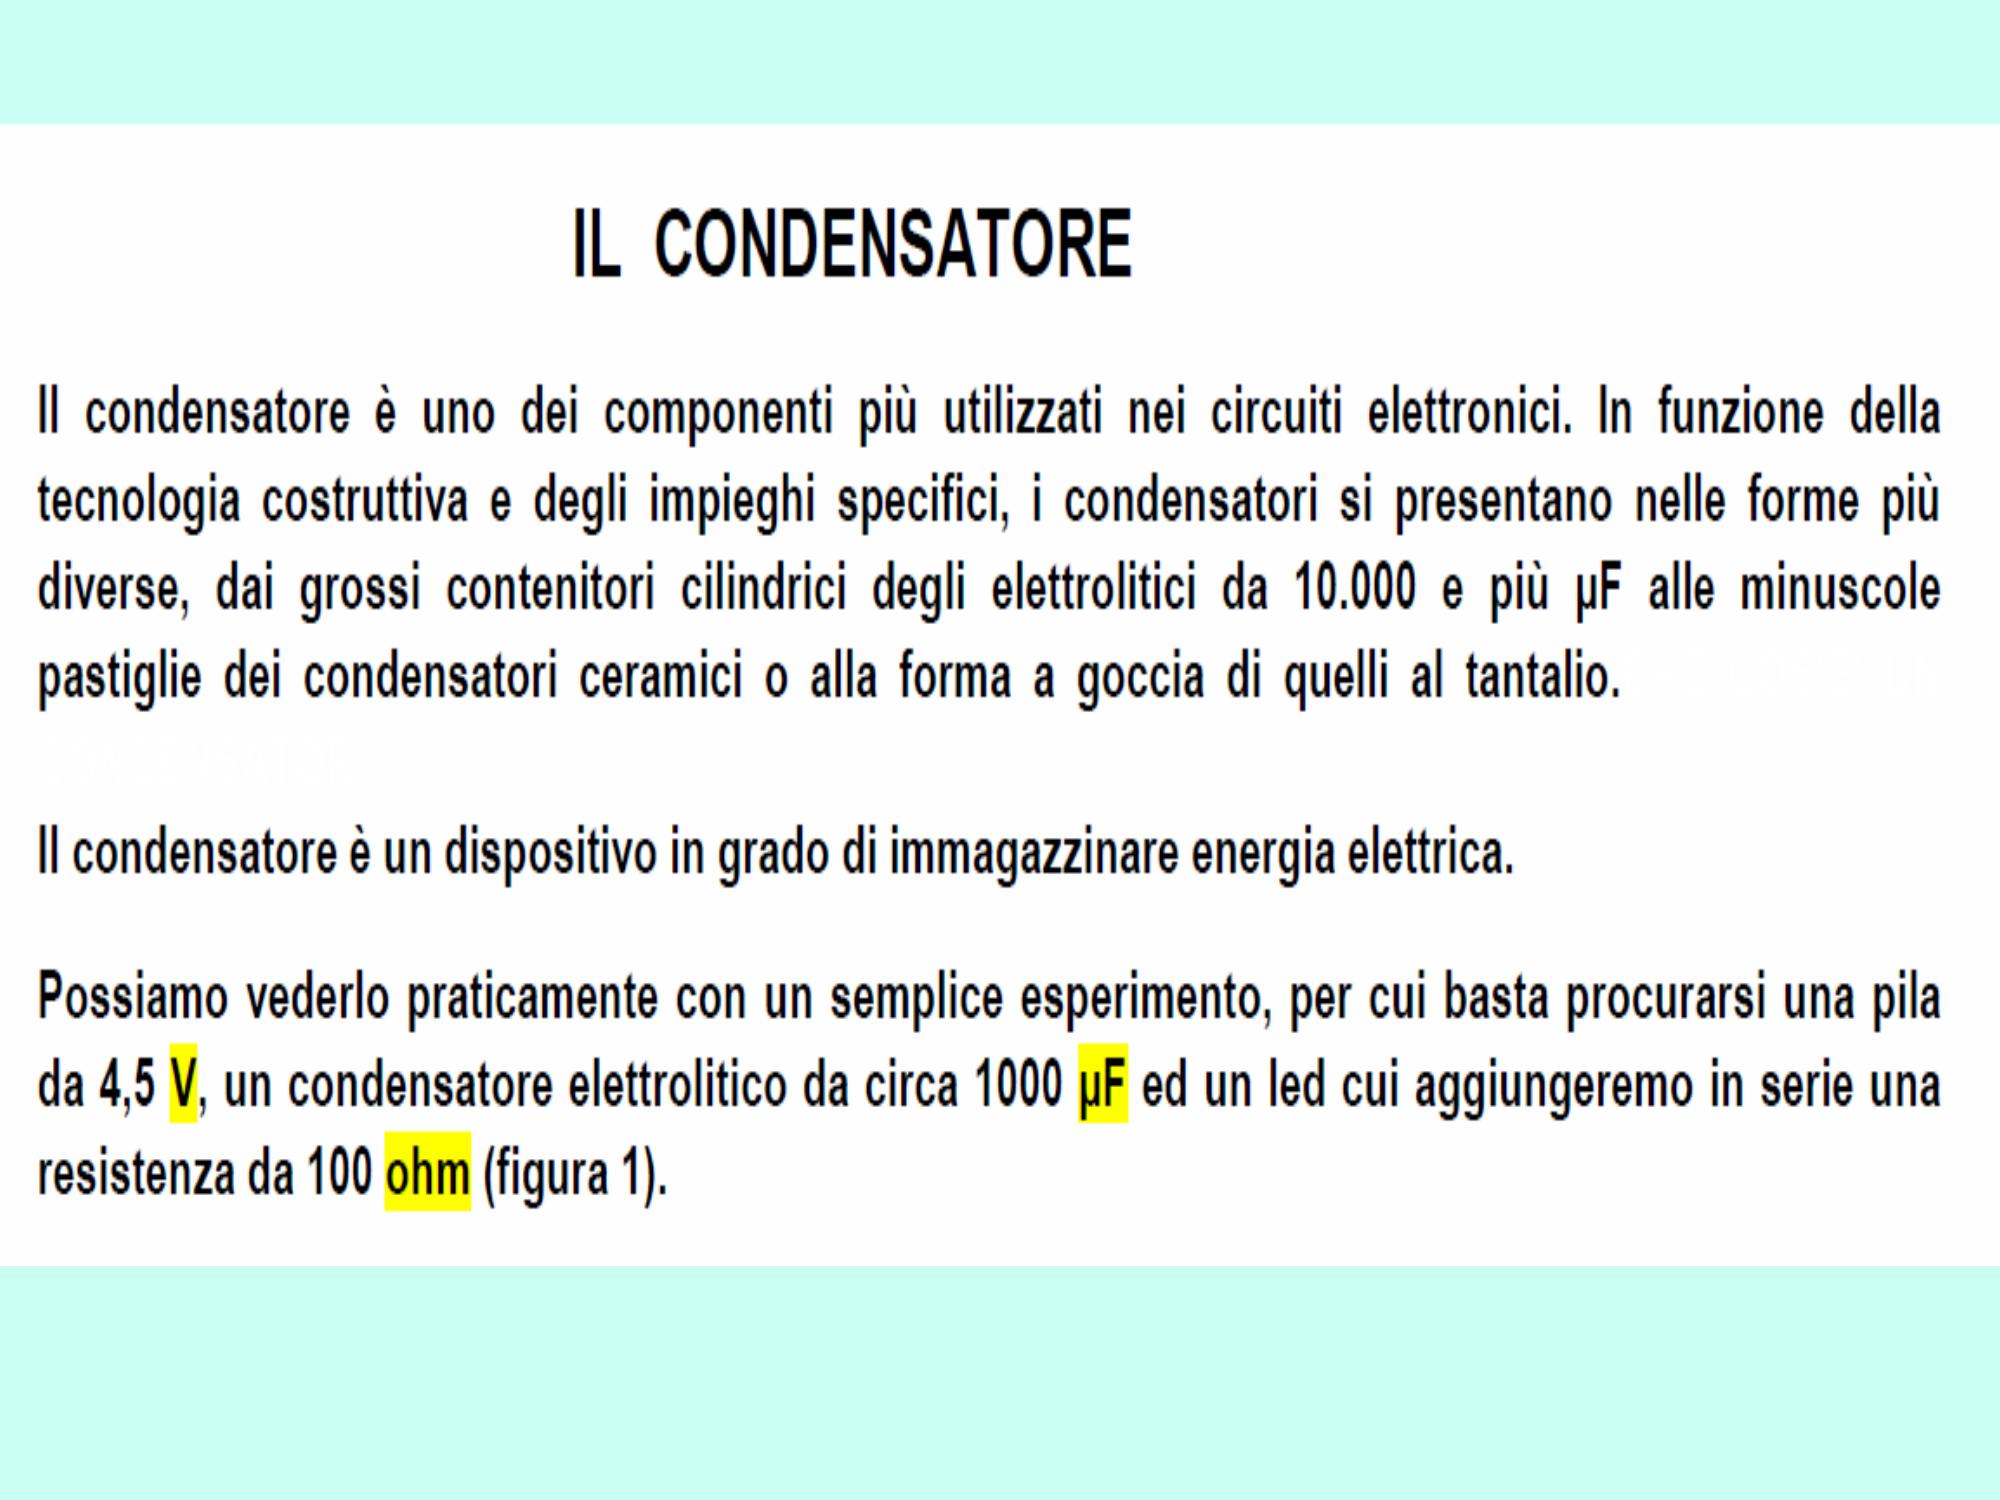 IL CONDENSATORE
Il condensatore è uno dei componenti più utilizzati nei circuiti elettronici. In funzione della
tecnologia costruttiva e degli impieghi specifici, i condensatori si presentano nelle forme più
diverse, dai grossi contenitori cilindrici degli elettrolitici da 10.000 e più µF alle minuscole
pastiglie dei condensatori ceramici o alla forma a goccia di quelli al tantalio.
Il condensatore è un dispositivo in grado di immagazzinare energia elettrica.
Possiamo vederlo praticamente con un semplice esperimento, per cui basta procurarsi una pila
da 4,5 V, un condensatore elettrolitico da circa 1000 µF ed un led cui aggiungeremo in serie una
resistenza da 100 ohm (figura 1).